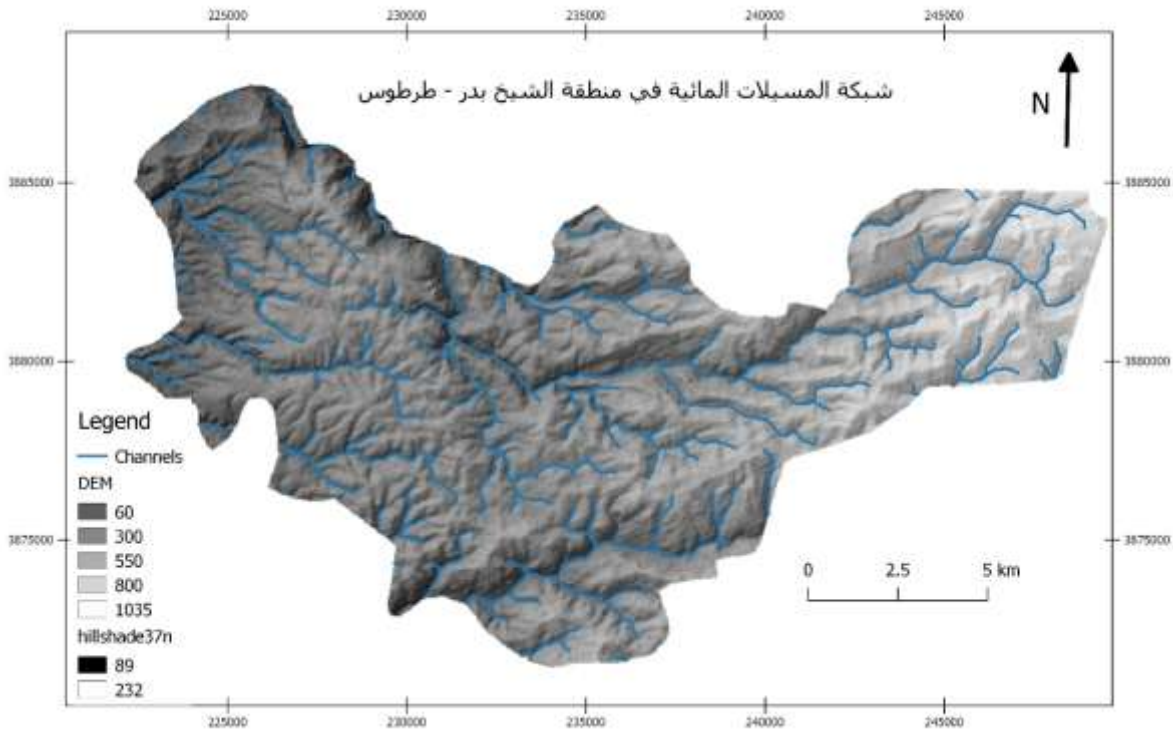 225000 230000 235000 240000 245000
شبكة المسيلات المائية في منطقة الشيخ بدر - طرطوس
N
3885000 3885000
3880000 3880000
Legend
Channels
DEM
60
300
550
800
1035
hillshade37n
89
232
3875000 3875000
0 2.5 5 km
225000 230000 235000 240000 245000